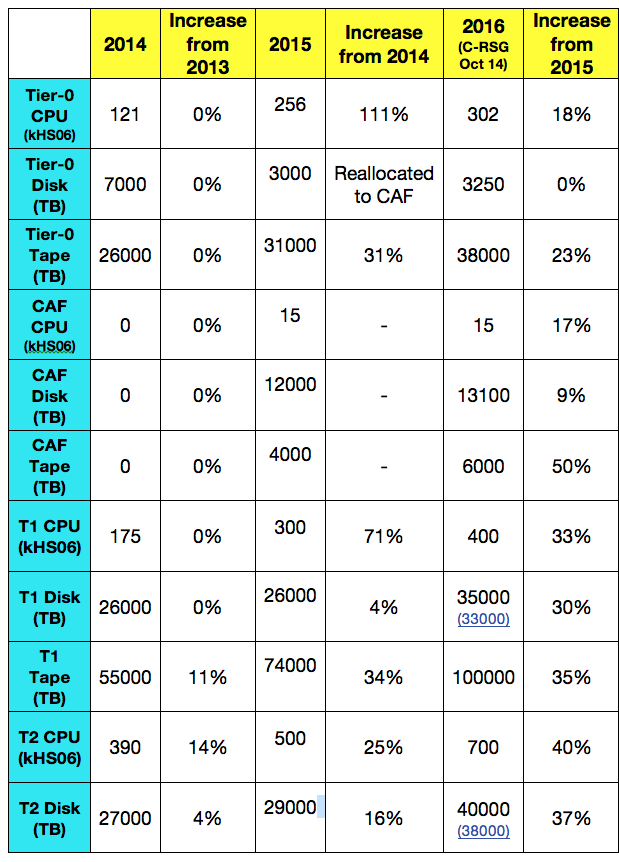 2014
Increase
from
2013
2015
Increase
from 2014
2016
(C-RSG
Oct 14)
Increase
from
2015
Tier-0
CPU
(kHS06)
121
0%
256
111%
302
18%
Tier-0
Disk
(TB)
7000
0%
3000
Reallocated
to CAF
3250
0%
Tier-0
Tape
(TB)
26000
0%
31000
31%
38000
23%
CAF
CPU
(kHS06)
0
0%
15
-
15
17%
CAF
Disk
(TB)
0
0%
12000
-
13100
9%
CAF
Tape
(TB)
0
0%
4000
-
6000
50%
T1 CPU
(kHS06)
175
0%
300
71%
400
33%
T1 Disk
(TB)
26000
0%
26000
4%
35000
(33000)
30%
T1
Tape
(TB)
55000
11%
74000
34%
100000
35%
T2 CPU
(kHS06)
390
14%
500
25%
700
40%
T2 Disk
(TB)
27000
4%
29000
16%
40000
(38000)
37%